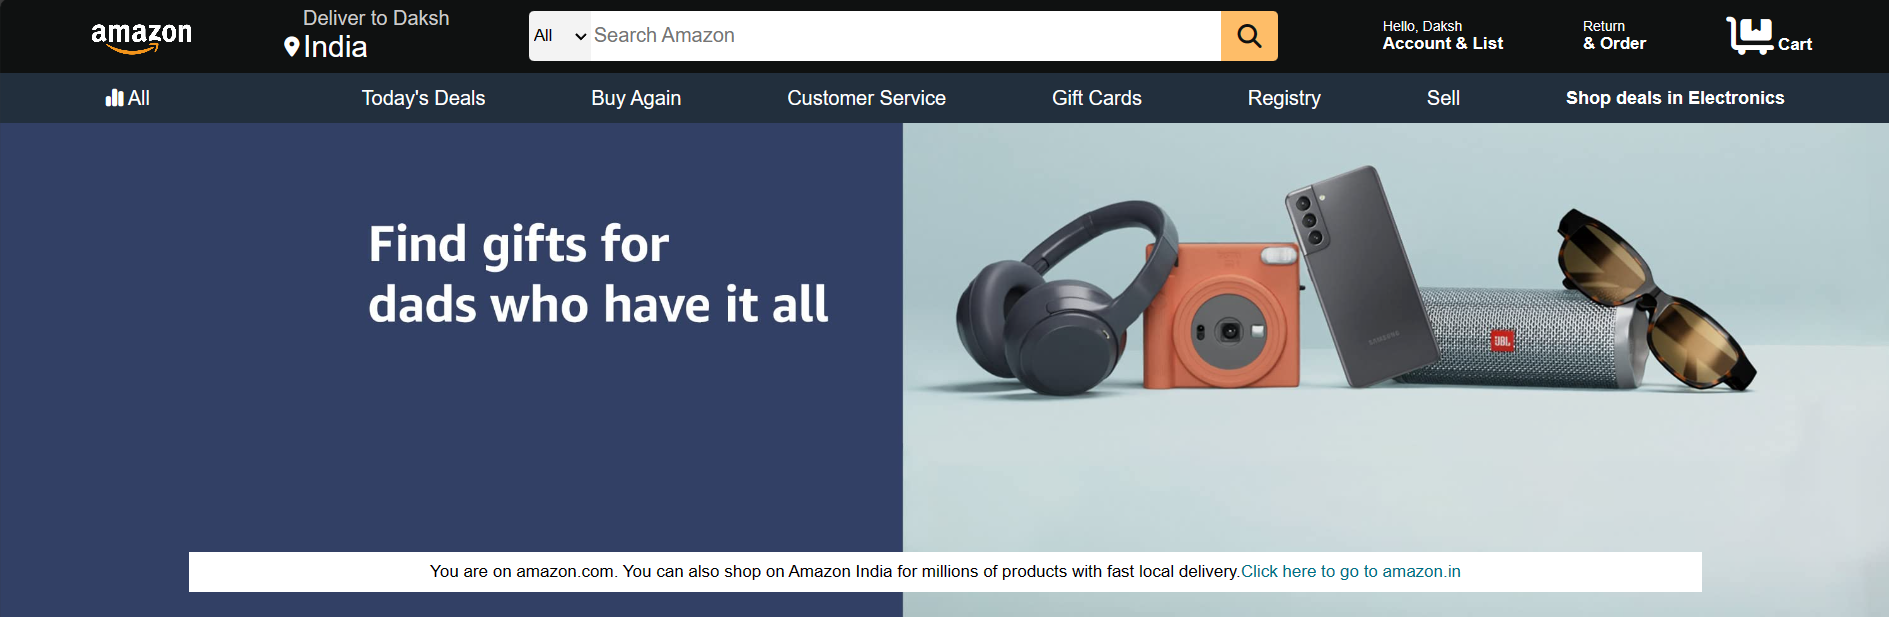 amazon
Deliver to Daksh
India
All
Search Amazon
Hello, Daksh
Account & List
Return
& Order
Cart
All
Today's Deals
Buy Again
Customer Service
Gift Cards
Registry
Sell
Shop deals in Electronics
Find gifts for
dads who have it all
SAMSUNG
JBL
You are on amazon.com. You can also shop on Amazon India for millions of products with fast local delivery.Click here to go to amazon.in